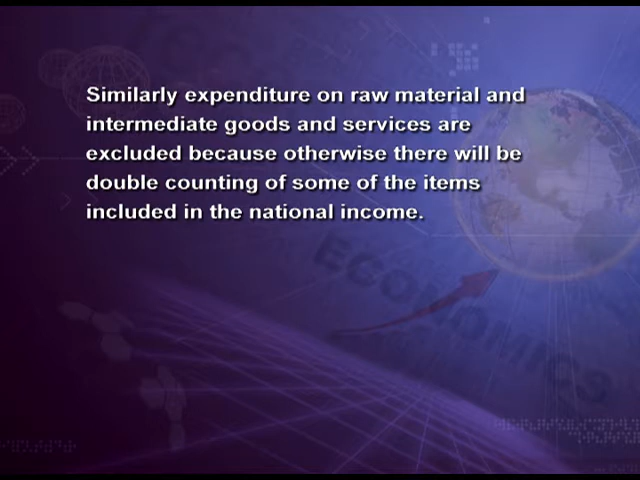 Similarly expenditure on raw material and
intermediate goods and services are
excluded because otherwise there will be
double counting of some of the items
included in the national income.
ECONOMICS